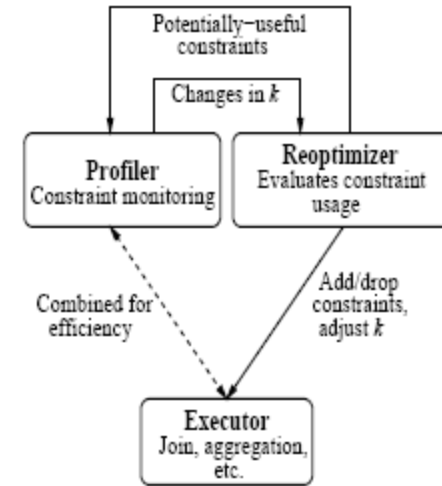 Potentially−useful
constraints
Changes in k
Profiler
Constraint monitoring
Reoptimizer
Evaluates constraint
usage
Combined for
efficiency
Add/drop
constraints,
adjust k
Executor
Join, aggregation,
etc.